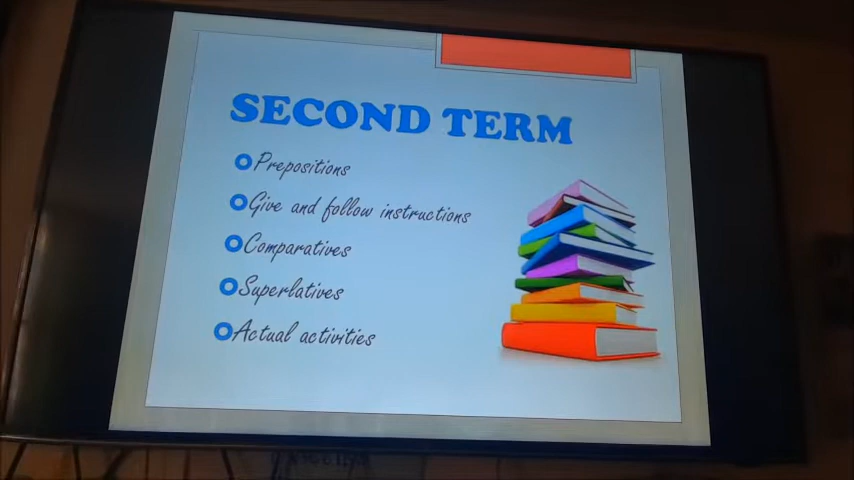 SECOND TERM
Prepositions
Give and follow instructions
Comparatives
Superlatives
Actual activities